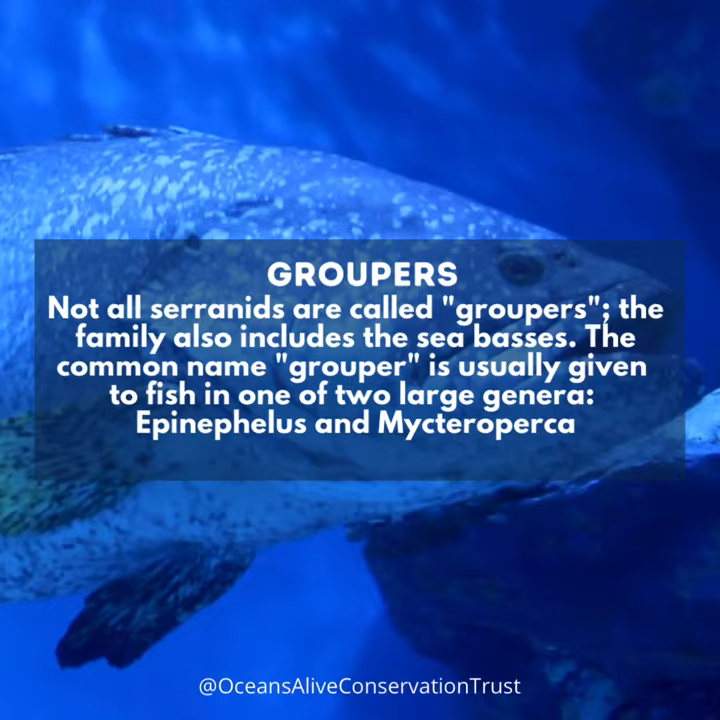 GROUPERS
Not all serranids are called "groupers"; the
family also includes the sea basses. The
common name "grouper" is usually given
to fish in one of two large genera:
Epinephelus and Mycteroperca
@OceansAliveConservationTrust